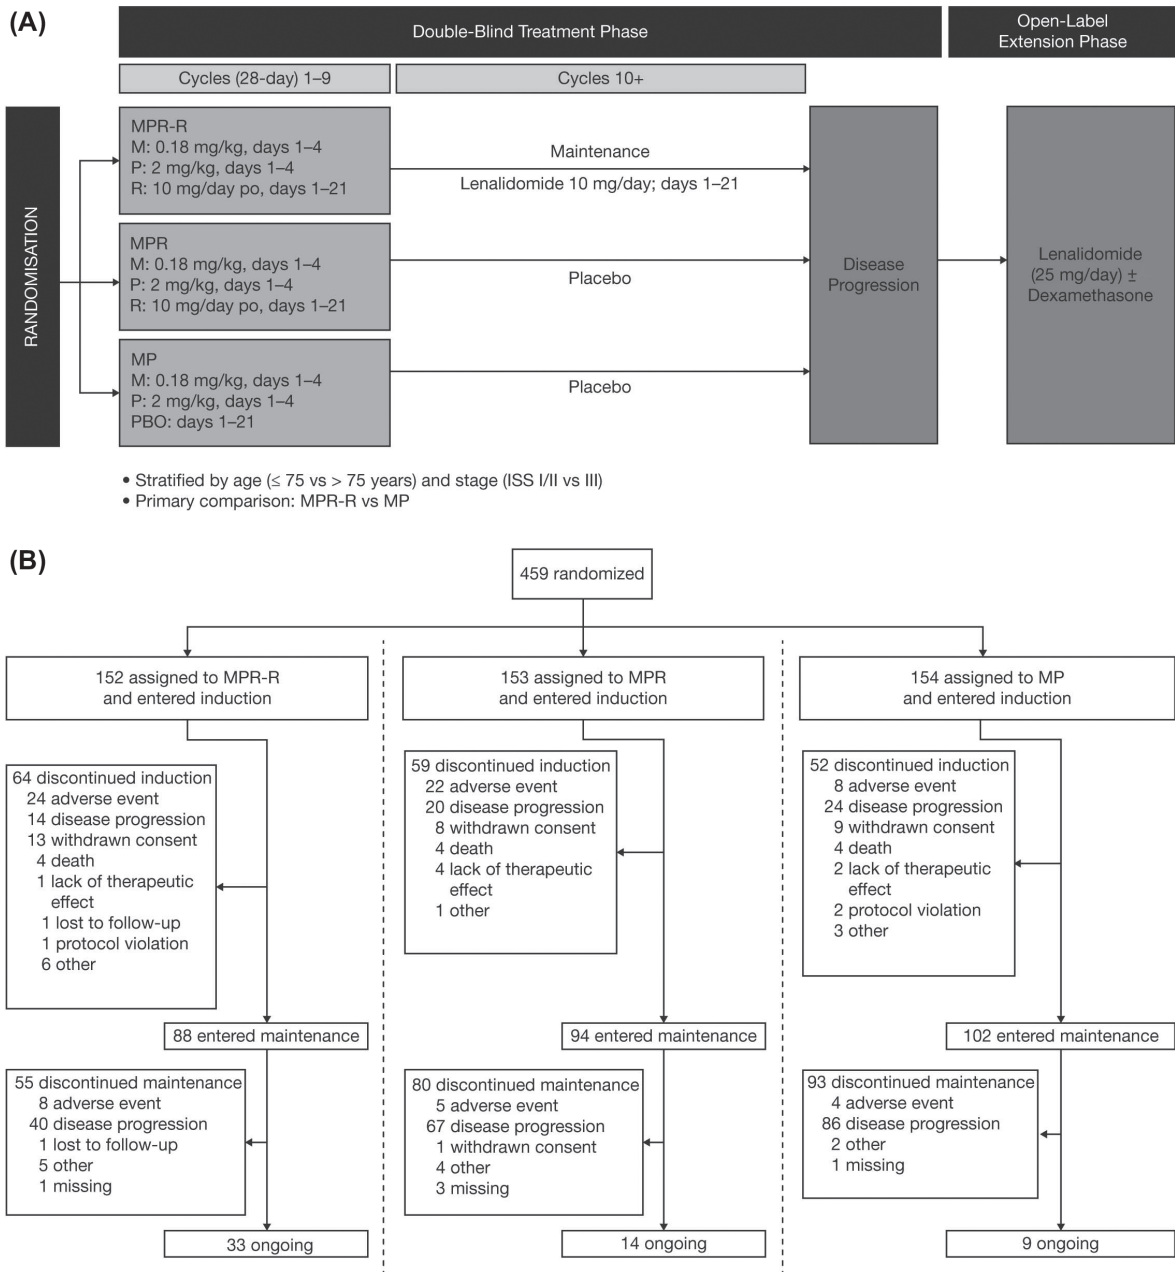 (A)
Double-Blind Treatment Phase
Open-Label
Extension Phase
Cycles (28-day) 1–9
Cycles 10+
RANDOMISATION
MPR-R
M: 0.18 mg/kg, days 1–4
P: 2 mg/kg, days 1–4
R: 10 mg/day po, days 1–21
Maintenance
Lenalidomide 10 mg/day; days 1–21
MPR
M: 0.18 mg/kg, days 1–4
P: 2 mg/kg, days 1–4
R: 10 mg/day po, days 1–21
Placebo
MP
M: 0.18 mg/kg, days 1–4
P: 2 mg/kg, days 1–4
PBO: days 1–21
Placebo
Disease
Progression
Lenalidomide
(25 mg/day) ±
Dexamethasone
• Stratified by age (≤ 75 vs > 75 years) and stage (ISS I/II vs III)
• Primary comparison: MPR-R vs MP
(B)
459 randomized
152 assigned to MPR-R
and entered induction
64 discontinued induction
24 adverse event
14 disease progression
13 withdrawn consent
4 death
1 lack of therapeutic
effect
1 lost to follow-up
1 protocol violation
6 other
88 entered maintenance
55 discontinued maintenance
8 adverse event
40 disease progression
1 lost to follow-up
5 other
1 missing
33 ongoing
153 assigned to MPR
and entered induction
59 discontinued induction
22 adverse event
20 disease progression
8 withdrawn consent
4 death
4 lack of therapeutic
effect
1 other
94 entered maintenance
80 discontinued maintenance
5 adverse event
67 disease progression
1 withdrawn consent
4 other
3 missing
14 ongoing
154 assigned to MP
and entered induction
52 discontinued induction
8 adverse event
24 disease progression
9 withdrawn consent
4 death
2 lack of therapeutic
effect
2 protocol violation
3 other
102 entered maintenance
93 discontinued maintenance
4 adverse event
86 disease progression
2 other
1 missing
9 ongoing